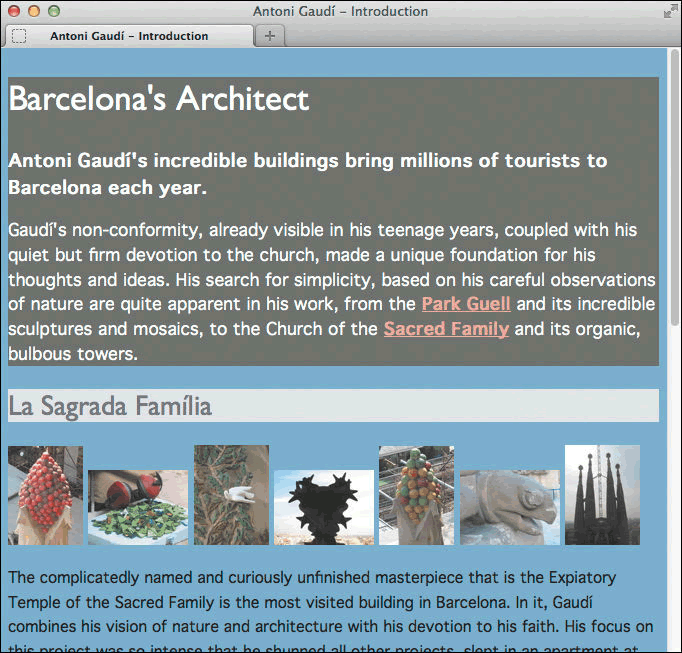 Antoni Gaudí – Introduction
Antoni Gaudí – Introduction
Barcelona's Architect
Antoni Gaudí's incredible buildings bring millions of tourists to
Barcelona each year.
Gaudí's non-conformity, already visible in his teenage years, coupled with his
quiet but firm devotion to the church, made a unique foundation for his
thoughts and ideas. His search for simplicity, based on his careful observations
of nature are quite apparent in his work, from the Park Guell and its incredible
sculptures and mosaics, to the Church of the Sacred Family and its organic,
bulbous towers.
La Sagrada Família
The complicatedly named and curiously unfinished masterpiece that is the Expiatory
Temple of the Sacred Family is the most visited building in Barcelona. In it, Gaudí
combines his vision of nature and architecture with his devotion to his faith. His focus on
this project was so intense that he shunned all other projects, slept in an apartment at